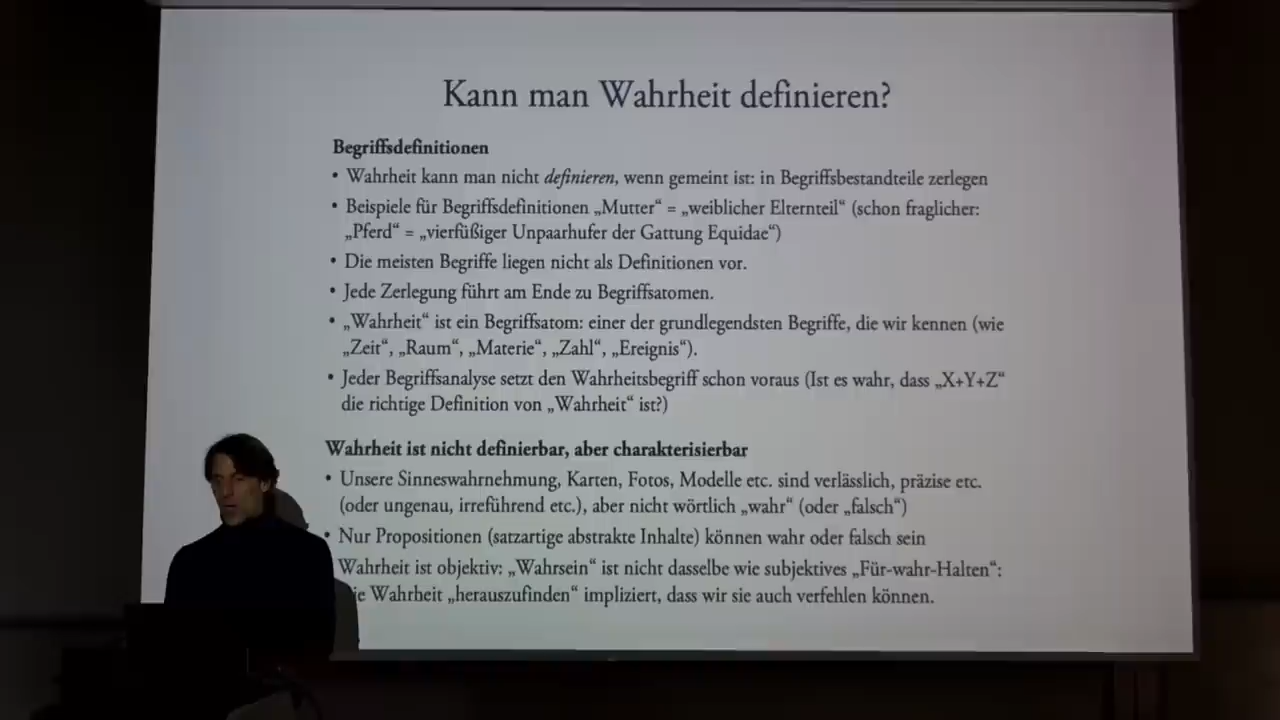 Kann man Wahrheit definieren?
Begriffsdefinitionen
• Wahrheit kann man nicht definieren, wenn gemeint ist: in Begriffsbestandteile zerlegen
• Beispiele für Begriffsdefinitionen „Mutter“ = „weiblicher Elternteil“ (schon fraglicher:
„Pferd“ = „vierfüßiger Unpaarhufer der Gattung Equidae“)
• Die meisten Begriffe liegen nicht als Definitionen vor.
• Jede Zerlegung führt am Ende zu Begriffsatomen.
• „Wahrheit“ ist ein Begriffsatom: einer der grundlegendsten Begriffe, die wir kennen (wie
„Zeit“, „Raum“, „Materie“, „Zahl“, „Ereignis“).
• Jeder Begriffsanalyse setzt den Wahrheitsbegriff schon voraus (Ist es wahr, dass „X+Y+Z“
die richtige Definition von „Wahrheit“ ist?)
Wahrheit ist nicht definierbar, aber charakterisierbar
• Unsere Sinneswahrnehmung, Karten, Fotos, Modelle etc. sind verlässlich, präzise etc.
(oder ungenau, irreführend etc.), aber nicht wörtlich „wahr“ (oder „falsch“)
• Nur Propositionen (satzartige abstrakte Inhalte) können wahr oder falsch sein
Wahrheit ist objektiv: „Wahrsein“ ist nicht dasselbe wie subjektives „Für-wahr-Halten“:
ie Wahrheit „herauszufinden“ impliziert, dass wir sie auch verfehlen können.